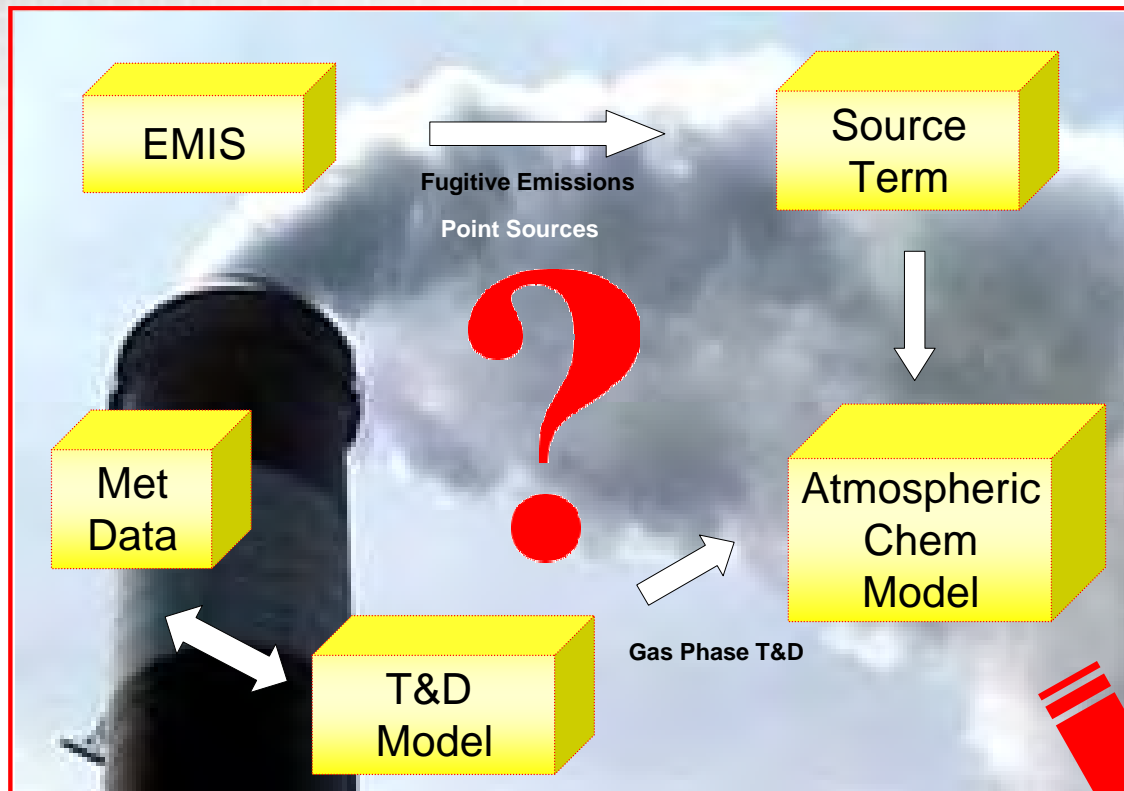 EMIS
Source
Term
Fugitive Emissions
Point Sources
?
Met
Data
Atmospheric
Chem
Model
Gas Phase T&D
T&D
Model